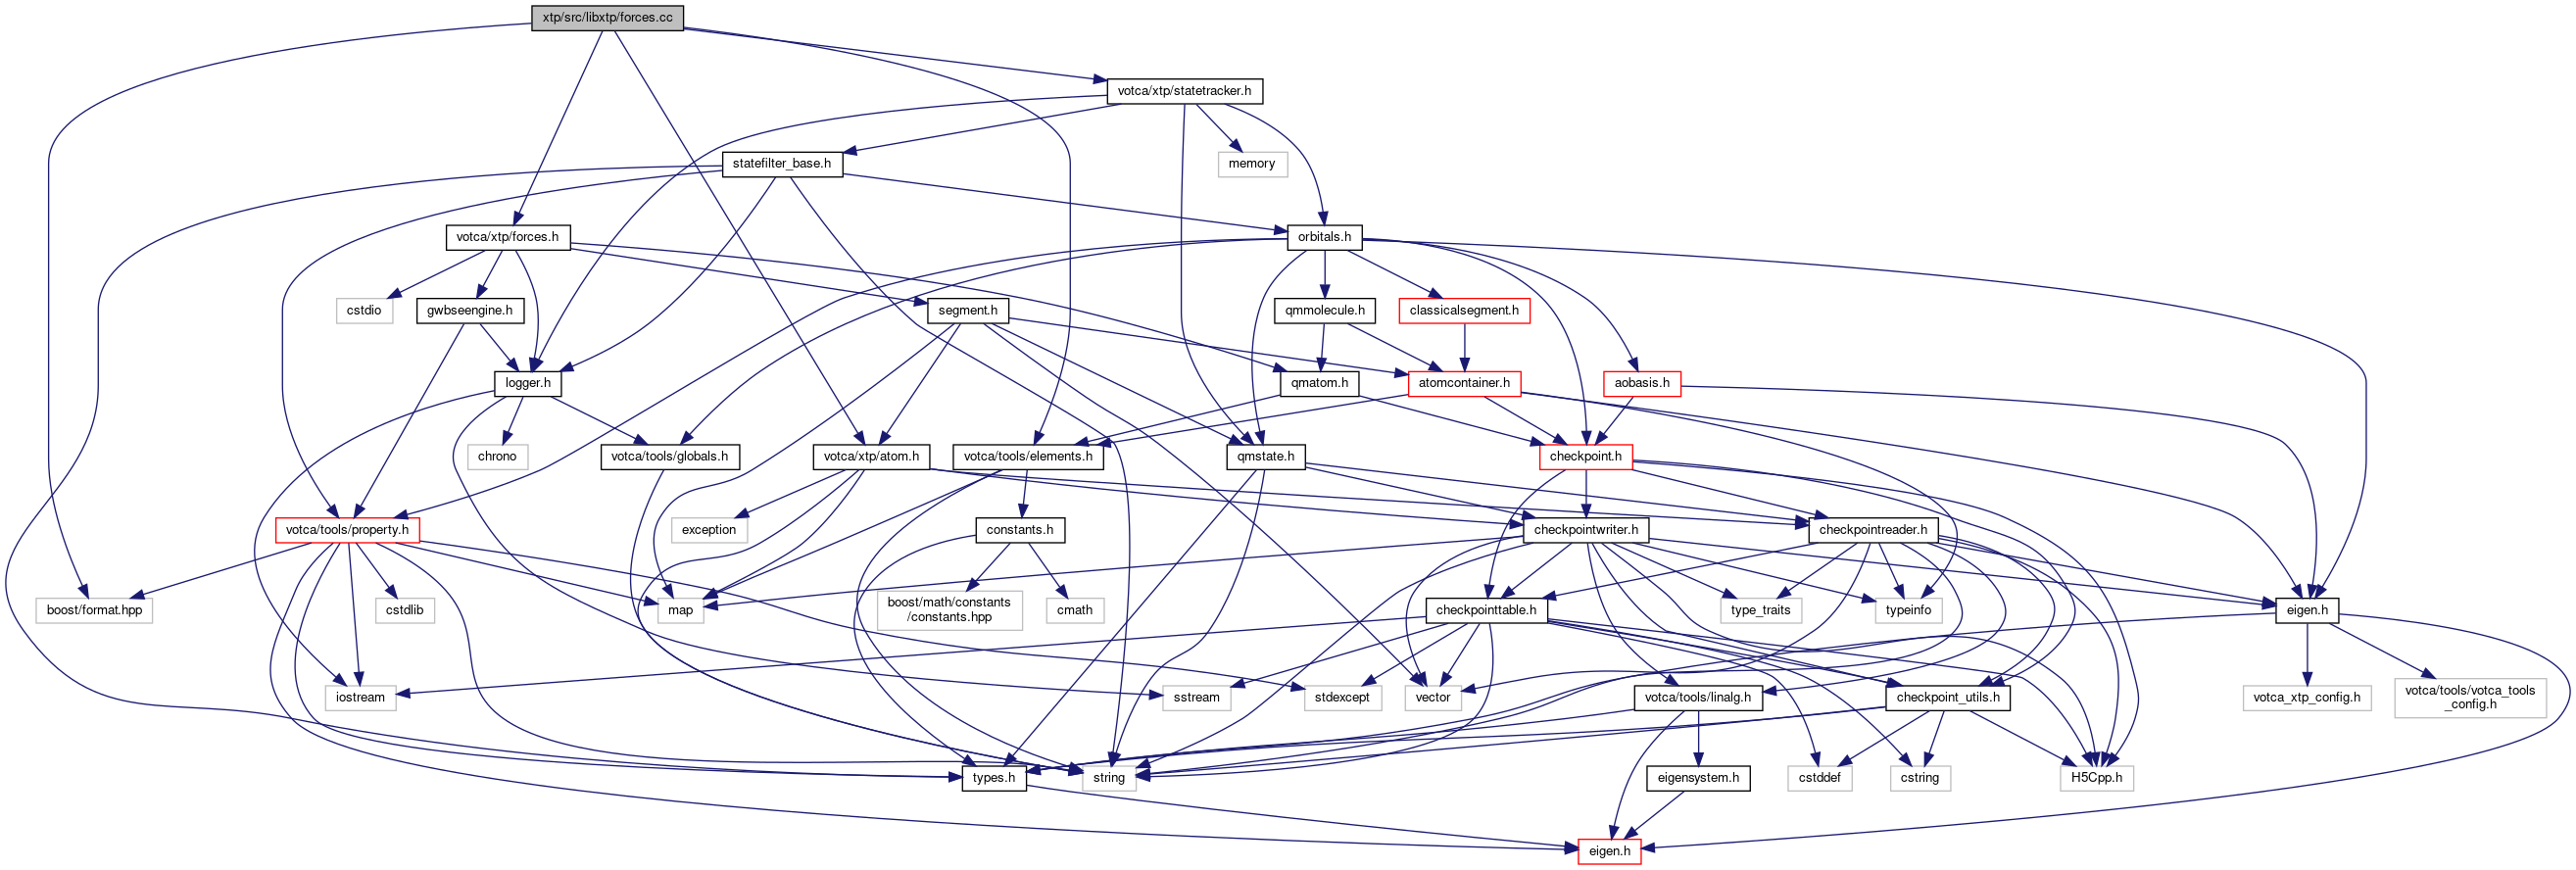 xtp/src/libxtp/forces.cc
votca/xtp/statetracker.h
statefilter_base.h
memory
votca/xtp/forces.h
orbitals.h
cstdio
gwbseengine.h
segment.h
qmmolecule.h
classicalsegment.h
logger.h
qmatom.h
atomcontainer.h
aobasis.h
chrono
votca/tools/globals.h
votca/xtp/atom.h
votca/tools/elements.h
qmstate.h
checkpoint.h
votca/tools/property.h
exception
constants.h
checkpointwriter.h
checkpointreader.h
boost/format.hpp
cstdlib
map
boost/math/constants
/constants.hpp
cmath
checkpointtable.h
type_traits
typeinfo
eigen.h
iostream
sstream
stdexcept
vector
votca/tools/linalg.h
checkpoint_utils.h
votca_xtp_config.h
votca/tools/votca_tools
_config.h
types.h
string
eigensystem.h
cstddef
cstring
H5Cpp.h
eigen.h